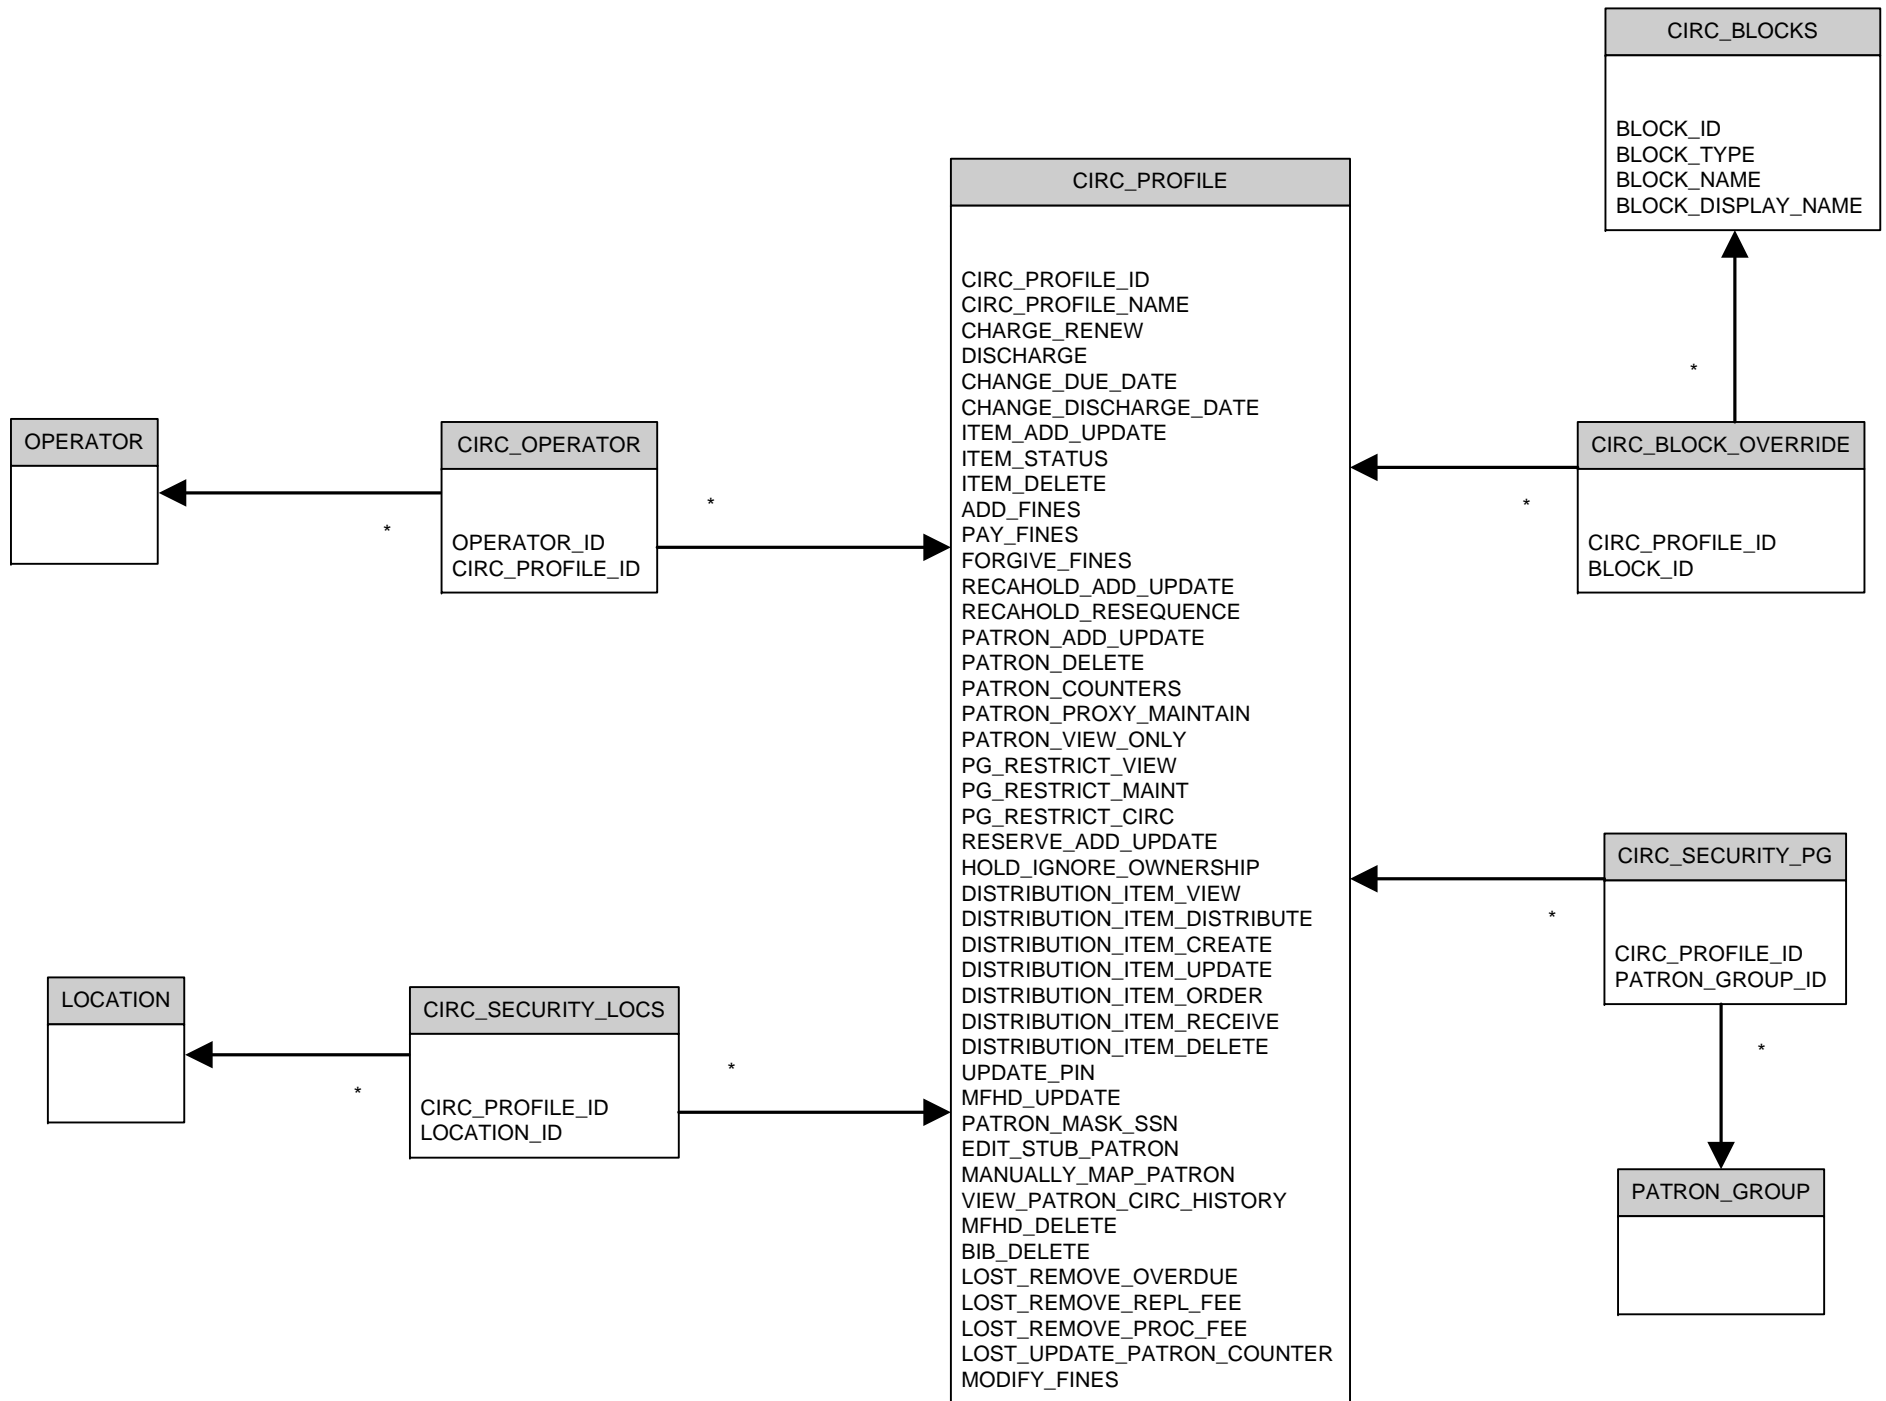 CIRC_BLOCKS
BLOCK_ID
BLOCK_TYPE
BLOCK_NAME
BLOCK_DISPLAY_NAME
*
CIRC_PROFILE
CIRC_PROFILE_ID
CIRC_PROFILE_NAME
CHARGE_RENEW
DISCHARGE
CHANGE_DUE_DATE
CHANGE_DISCHARGE_DATE
ITEM_ADD_UPDATE
ITEM_STATUS
ITEM_DELETE
ADD_FINES
PAY_FINES
FORGIVE_FINES
RECAHOLD_ADD_UPDATE
RECAHOLD_RESEQUENCE
PATRON_ADD_UPDATE
PATRON_DELETE
PATRON_COUNTERS
PATRON_PROXY_MAINTAIN
PATRON_VIEW_ONLY
PG_RESTRICT_VIEW
PG_RESTRICT_MAINT
PG_RESTRICT_CIRC
RESERVE_ADD_UPDATE
HOLD_IGNORE_OWNERSHIP
DISTRIBUTION_ITEM_VIEW
DISTRIBUTION_ITEM_DISTRIBUTE
DISTRIBUTION_ITEM_CREATE
DISTRIBUTION_ITEM_UPDATE
DISTRIBUTION_ITEM_ORDER
DISTRIBUTION_ITEM_RECEIVE
DISTRIBUTION_ITEM_DELETE
UPDATE_PIN
MFHD_UPDATE
PATRON_MASK_SSN
EDIT_STUB_PATRON
MANUALLY_MAP_PATRON
VIEW_PATRON_CIRC_HISTORY
MFHD_DELETE
BIB_DELETE
LOST_REMOVE_OVERDUE
LOST_REMOVE_REPL_FEE
LOST_REMOVE_PROC_FEE
LOST_UPDATE_PATRON_COUNTER
MODIFY_FINES
OPERATOR
*
CIRC_OPERATOR
OPERATOR_ID
CIRC_PROFILE_ID
*
CIRC_BLOCK_OVERRIDE
CIRC_PROFILE_ID
BLOCK_ID
*
CIRC_SECURITY_PG
CIRC_PROFILE_ID
PATRON_GROUP_ID
*
*
LOCATION
*
CIRC_SECURITY_LOCS
CIRC_PROFILE_ID
LOCATION_ID
*
PATRON_GROUP